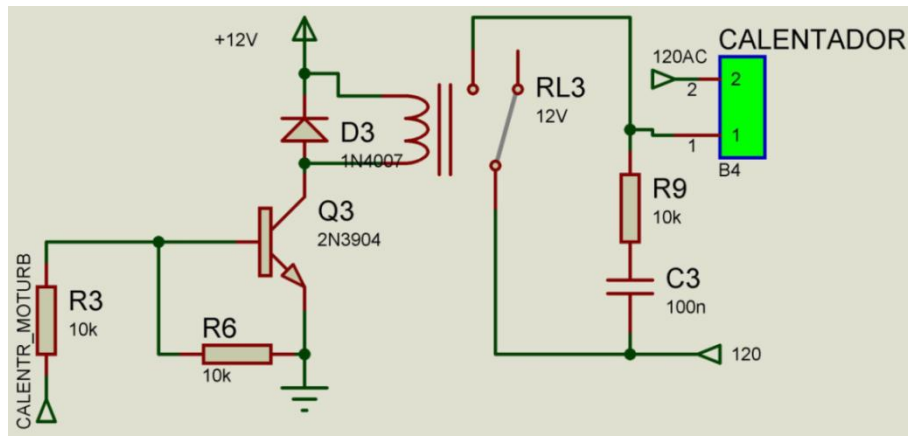 +12V
D3
1N4007
Q3
2N3904
R3
10k
CALENTR_MOTURB
R6
10k
RL3
12V
CALENTADOR
120AC
2
2
1
1
B4
R9
10k
C3
100n
120